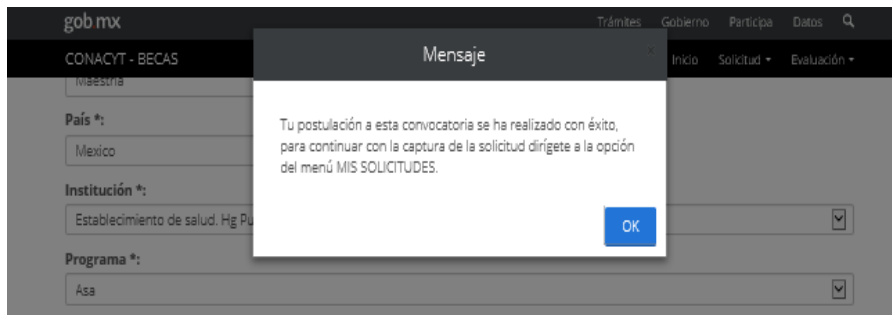 gob.mx
Trámites Gobierno Participa Datos
CONACYT - BECAS
Mensaje
x
Inicio Solicitud Evaluación
Maestría
País *:
Mexico
Tu postulación a esta convocatoria se ha realizado con éxito,
para continuar con la captura de la solicitud dirígete a la opción
del menú MIS SOLICITUDES.
Institución *:
Establecimiento de salud. Hg Pu
OK
Programa *:
Asa